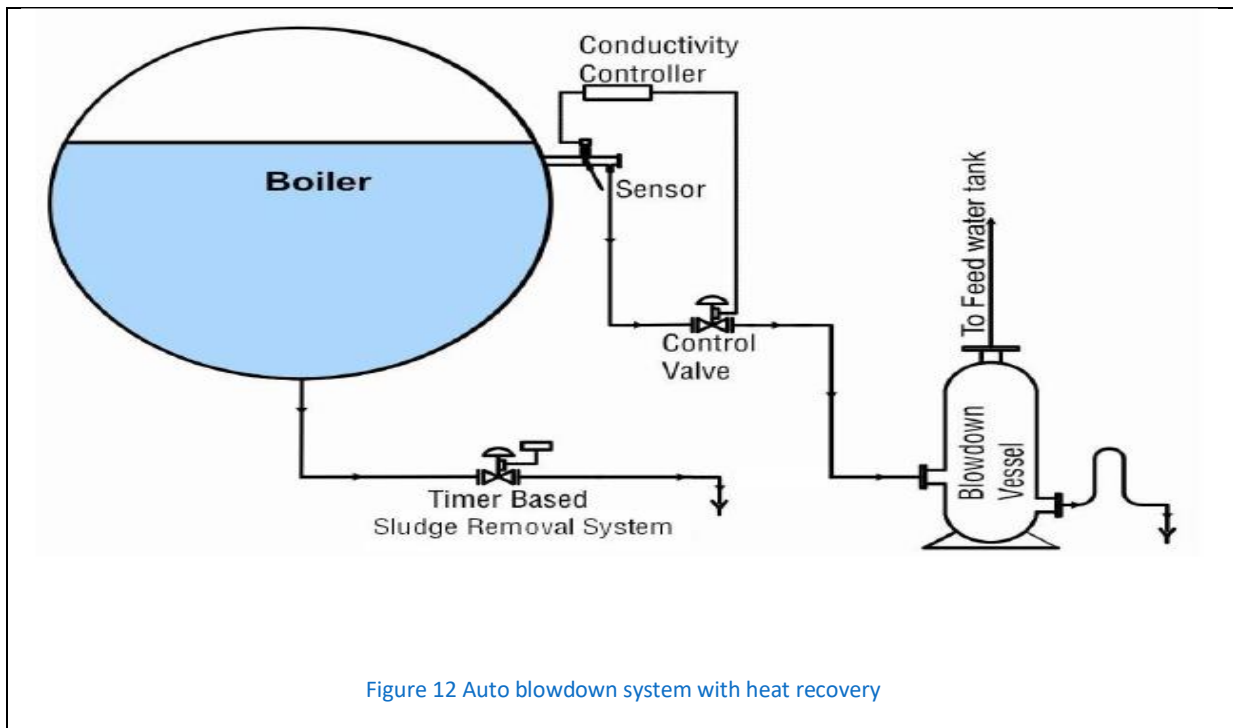 Conductivity
Controller
Boiler
Sensor
To Feed water tank
Control
Valve
Blowdown
Vessel
Timer Based
Sludge Removal System
Figure 12 Auto blowdown system with heat recovery